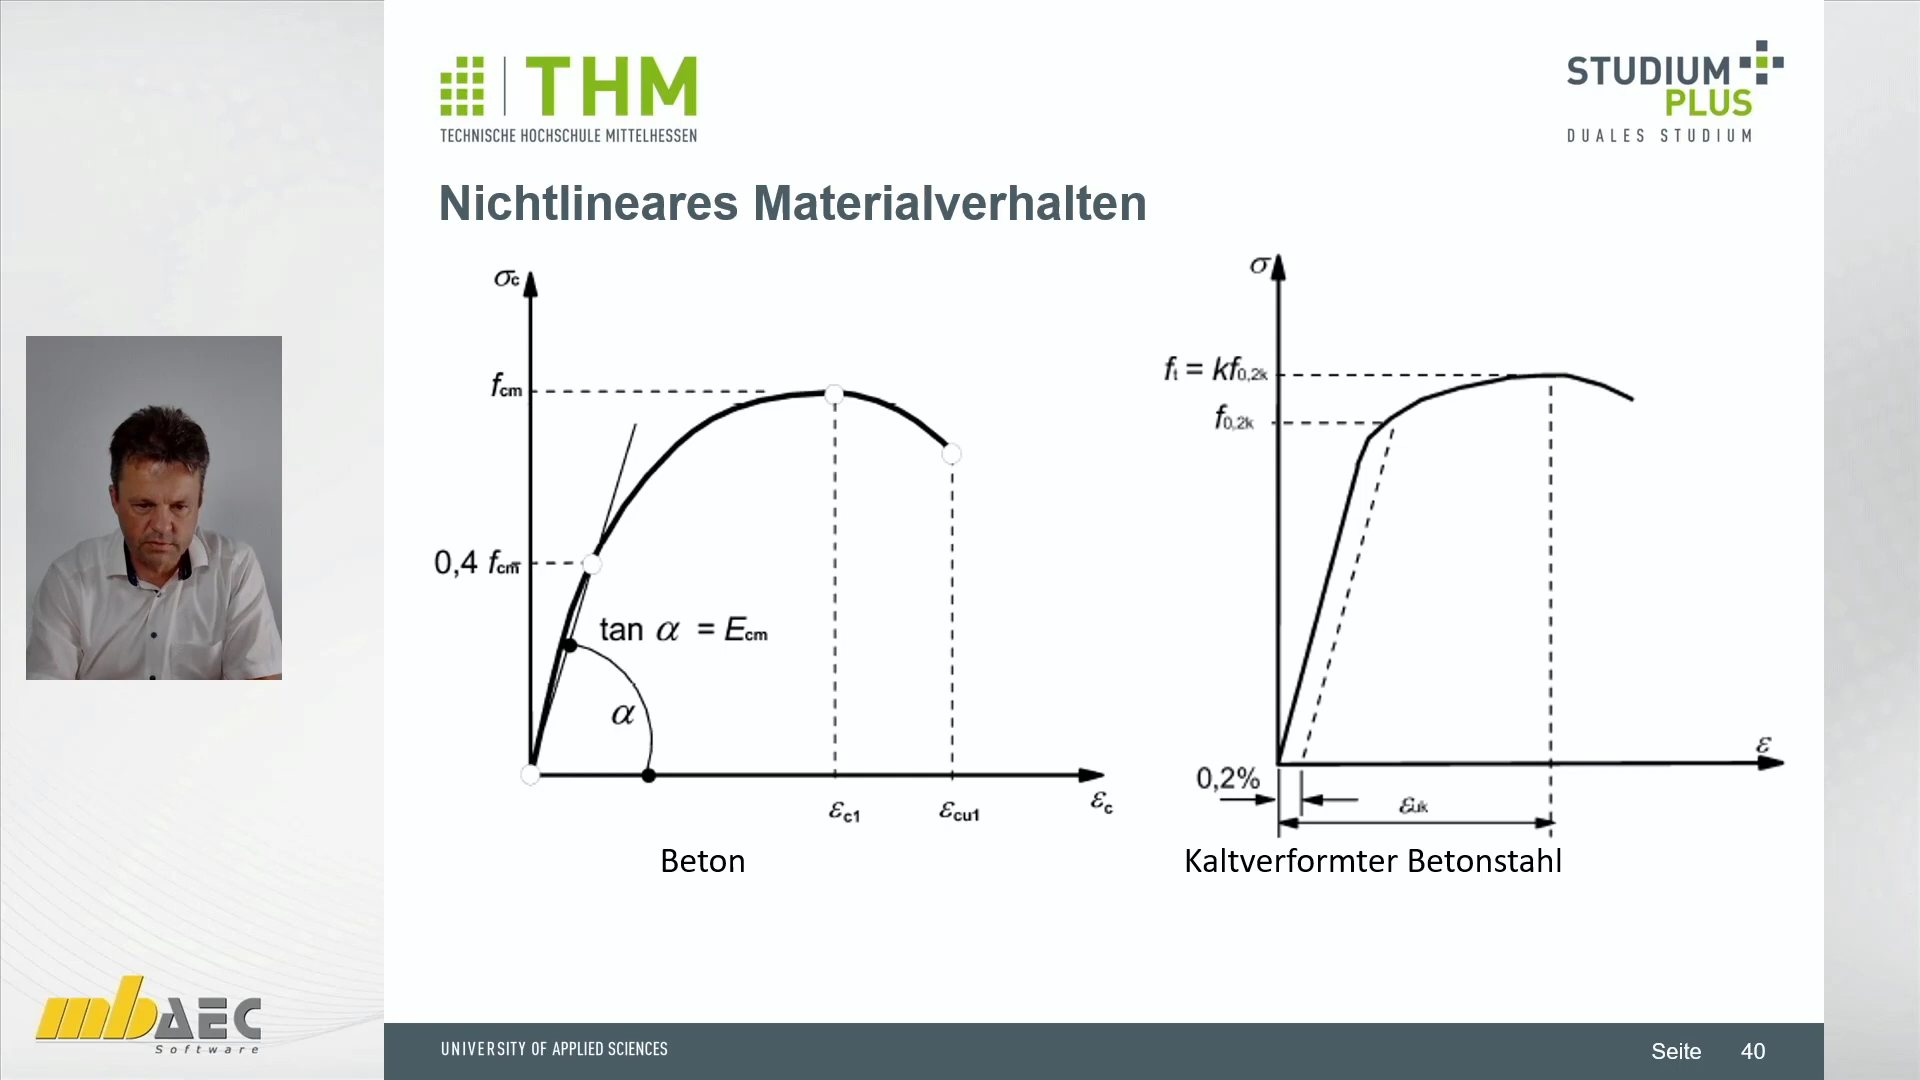 THM
TECHNISCHE HOCHSCHULE MITTELHESSEN
STUDIUM
PLUS
DUALES STUDIUM
Nichtlineares Materialverhalten
σc
fcm
0,4 fcm
tan α = Ecm
α
εc1
εcu1
εc
Beton
σ
ft = kf0,2k
f0,2k
ε
0,2%
εuk
Kaltverformter Betonstahl
mbAEC
Software
UNIVERSITY OF APPLIED SCIENCES
Seite 40